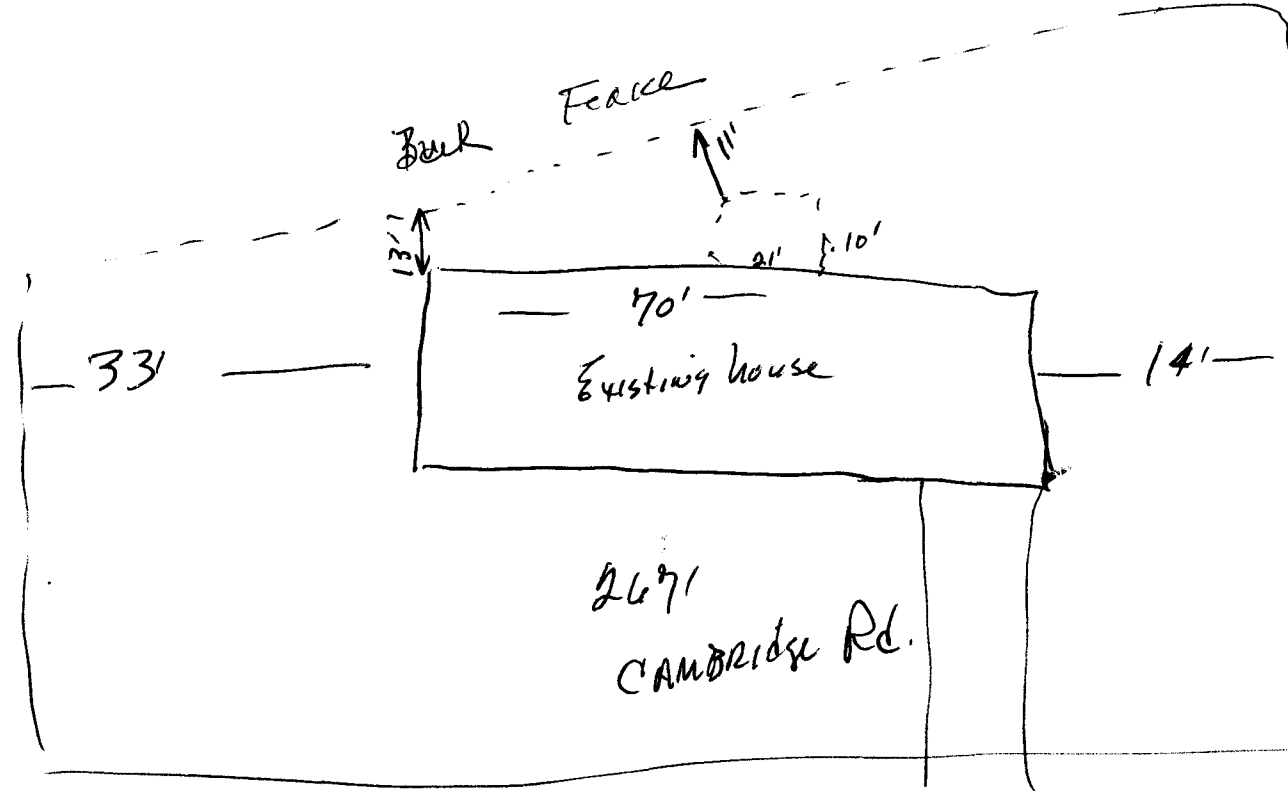 Back Fence
11'
13'
21'
10'
70'
33'
Existing house
14'
2671
CAMBRIdge Rd.